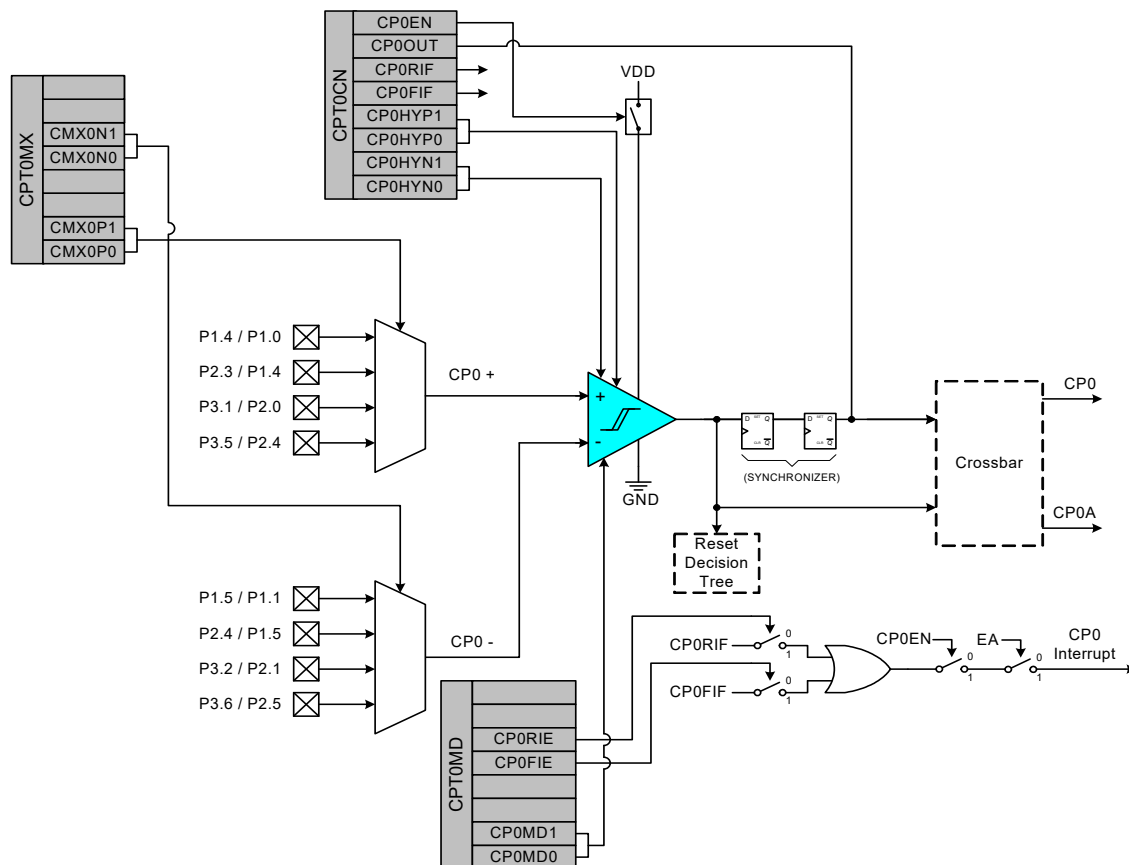 CPT0CN
CP0EN
CP0OUT
CP0RIF
CP0FIF
CP0HYP1
CP0HYP0
CP0HYN1
CP0HYN0
VDD
CPT0MX
CMX0N1
CMX0N0
CMX0P1
CMX0P0
P1.4 / P1.0
P2.3 / P1.4
P3.1 / P2.0
P3.5 / P2.4
CP0 +
+
-
GND
D SET Q
CLR Q
D SET Q
CLR Q
(SYNCHRONIZER)
Reset
Decision
Tree
Crossbar
CP0
CP0A
P1.5 / P1.1
P2.4 / P1.5
P3.2 / P2.1
P3.6 / P2.5
CP0 -
CPT0MD
CP0RIE
CP0FIE
CP0MD1
CP0MD0
CP0RIF
0
1
CP0FIF
0
1
CP0EN
0
1
EA
0
1
CP0
Interrupt